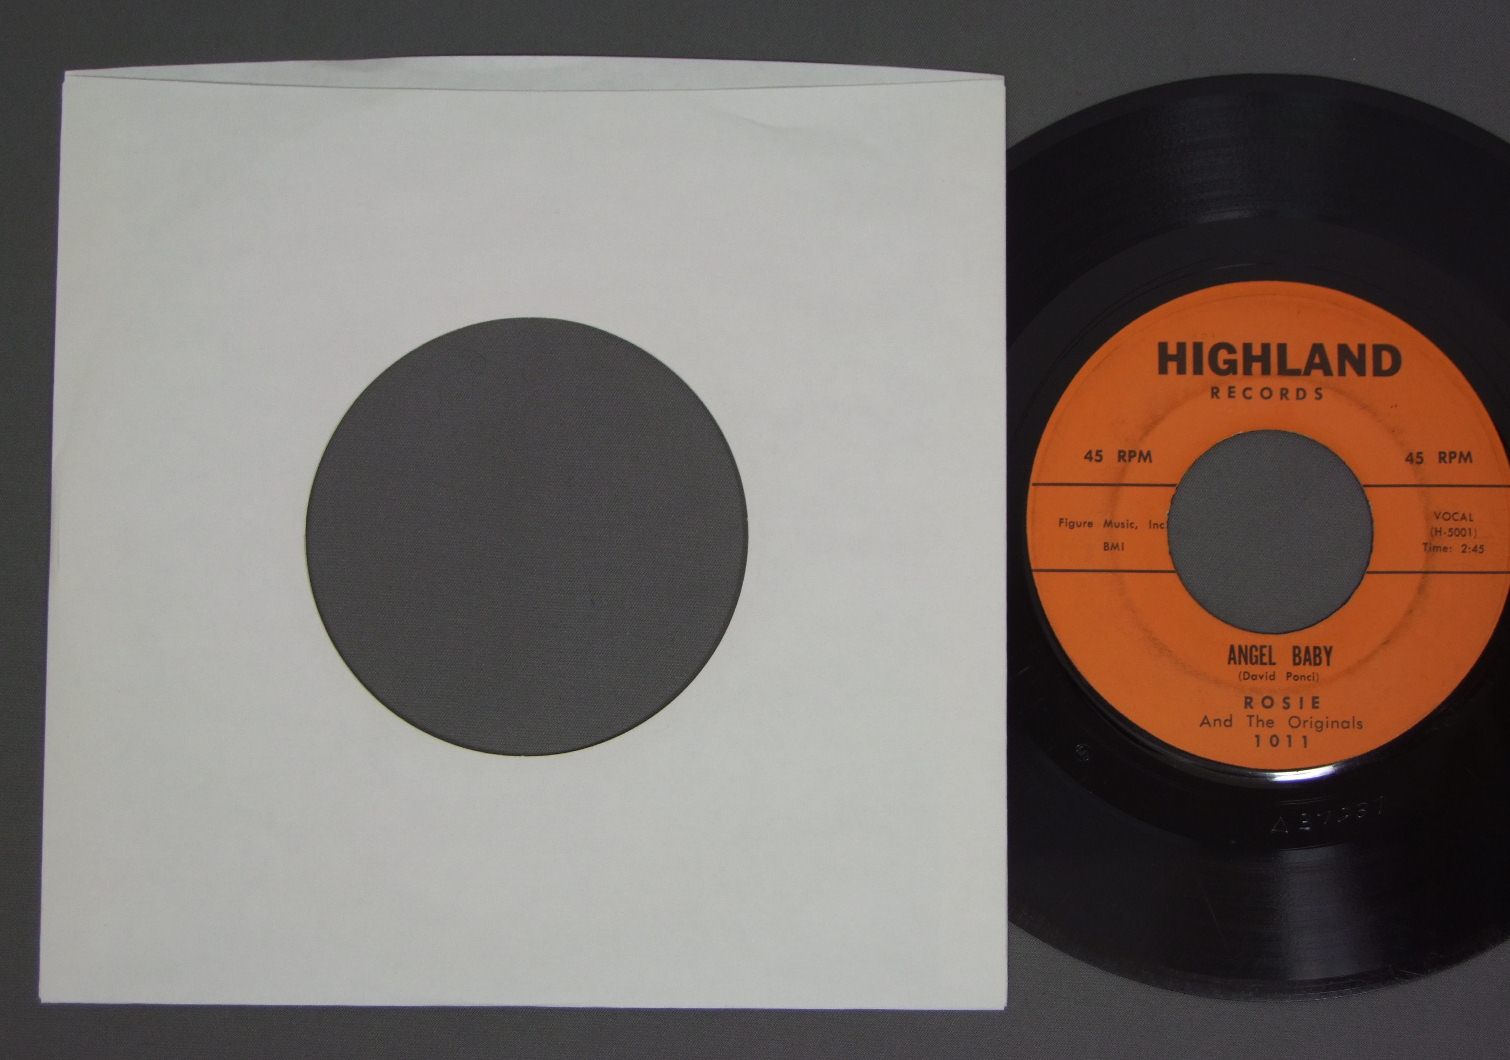 HIGHLAND
RECORDS
45 RPM
45 RPM
Figure Music, Inc.
BMI
VOCAL
(H-5001)
Time: 2:45
ANGEL BABY
(David Ponci)
ROSIE
And The Originals
1011